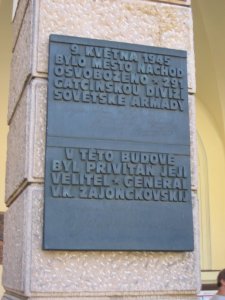 9. KVĚTNA 1945
BYLO MĚSTO NÁCHOD
OSVOBOZENO - 291.
GATČINSKOU DIVIZÍ
SOVĚTSKÉ ARMÁDY
V TÉTO BUDOVĚ
BYL PŘIVÍTÁN JEJÍ
VELITEL - GENERÁL
V.K. ZAJONČKOVSKIJ